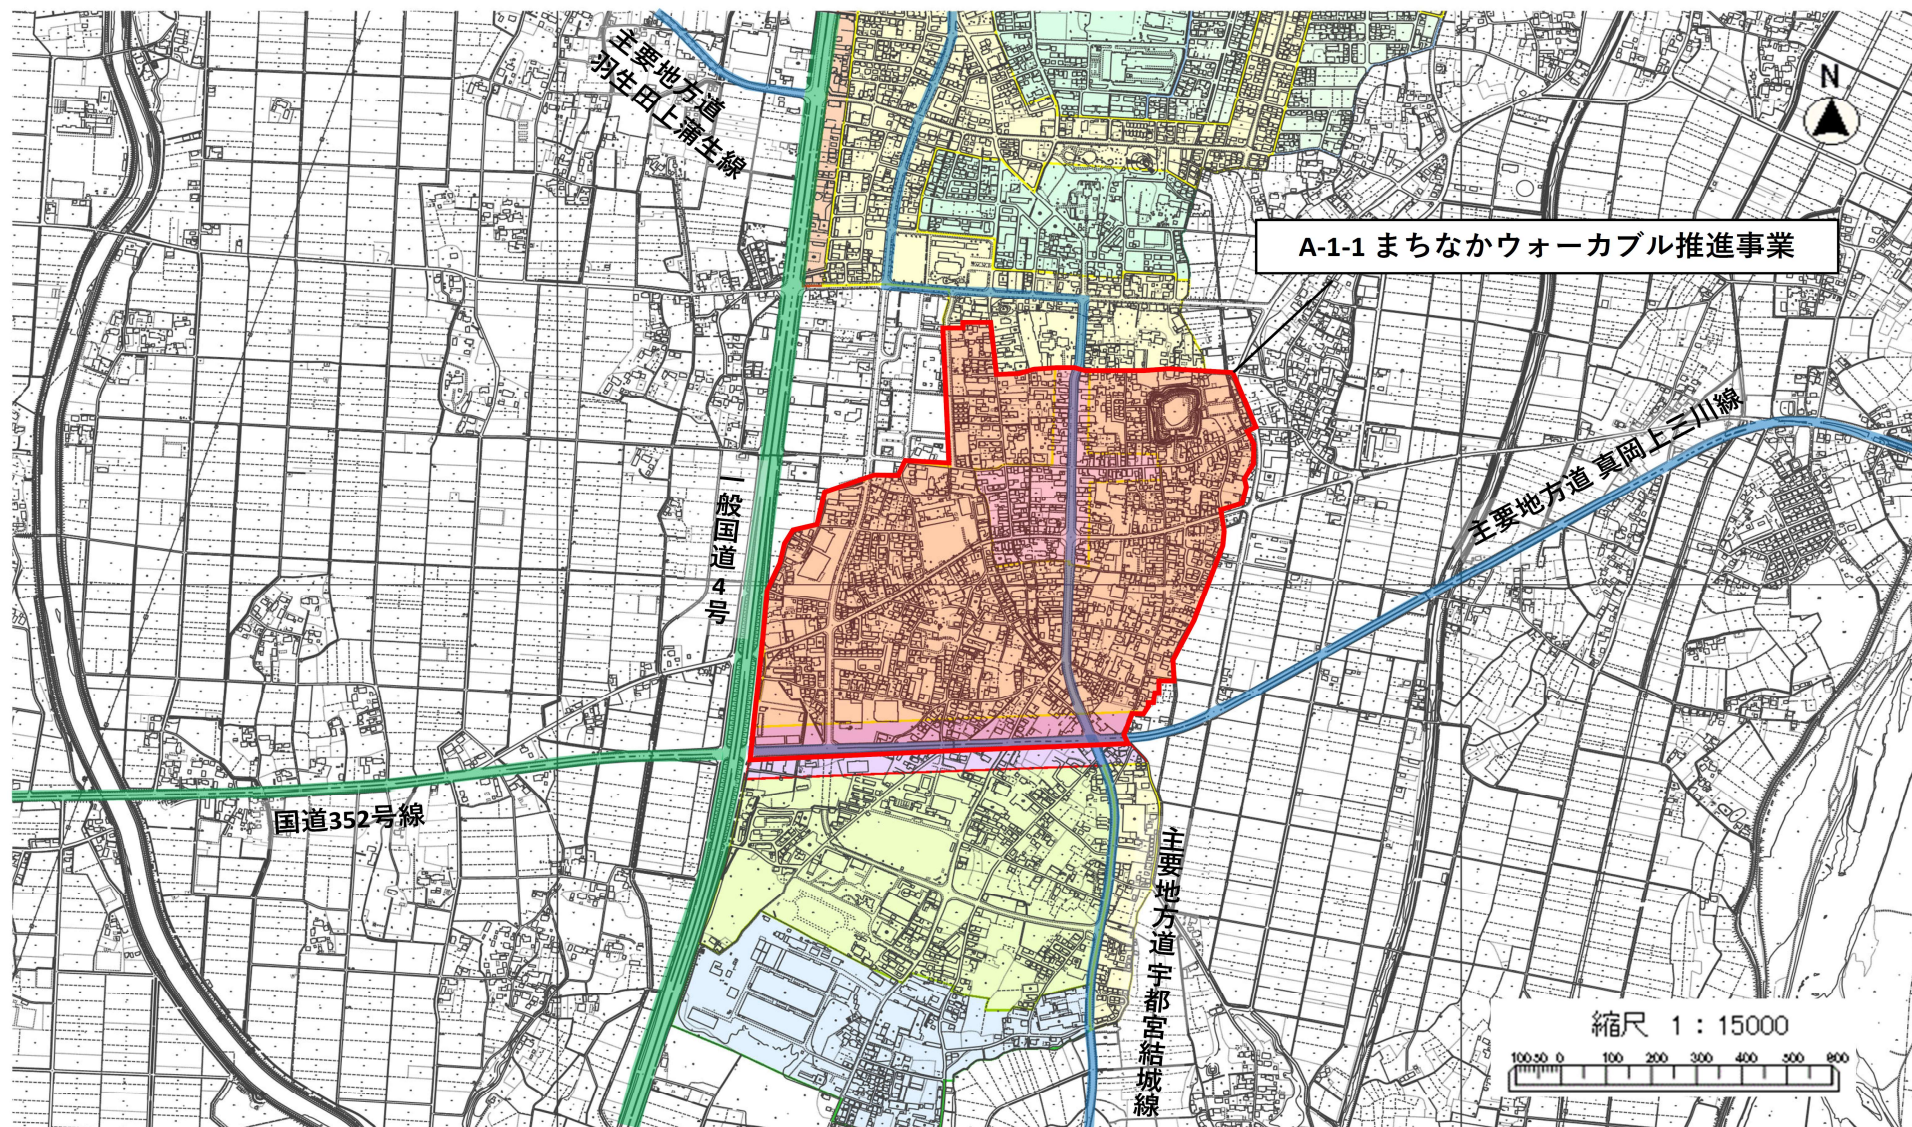 主要地方道
羽生田上蒲生線
N
A-1-1 まちなかウォーカブル推進事業
主要地方道 真岡上三川線
一般国道 4号
国道352号線
主要地方道 宇都宮結城線
縮尺 1:15000
100 50 0 100 200 300 400 500 600